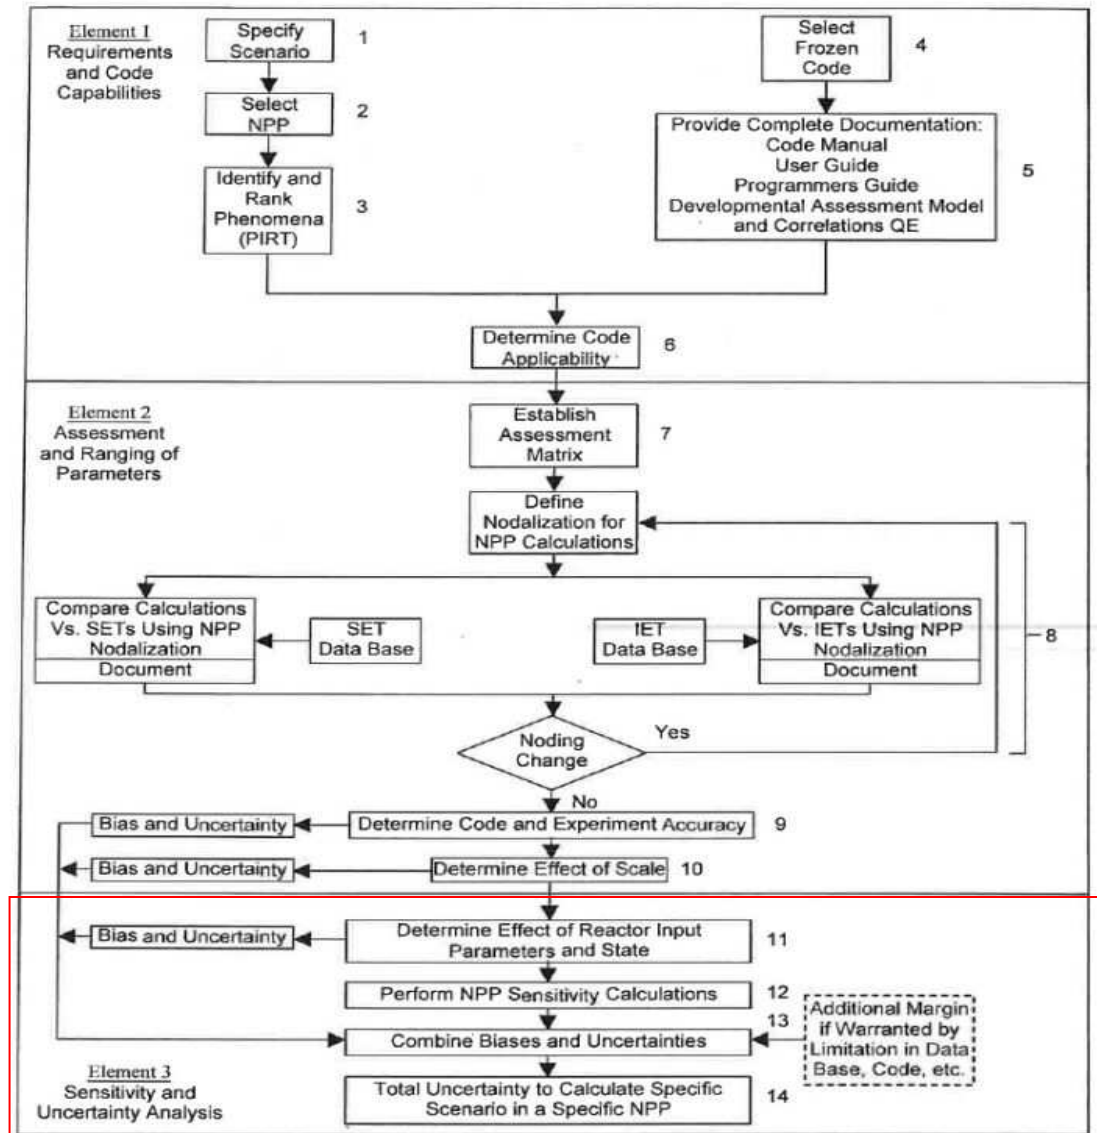 Element 1
Requirements
and Code
Capabilities
Specify
Scenario
1
Select
NPP
2
Identify and
Rank
Phenomena
(PIRT)
3
Select
Frozen
Code
4
Provide Complete Documentation:
Code Manual
User Guide
Programmers Guide
Developmental Assessment Model
and Correlations QE
5
Determine Code
Applicability
6
Element 2
Assessment
and Ranging of
Parameters
Establish
Assessment
Matrix
7
Define
Nodalization for
NPP Calculations
Compare Calculations
Vs. SETs Using NPP
Nodalization
Document
SET
Data Base
IET
Data Base
Compare Calculations
Vs. IETs Using NPP
Nodalization
Document
8
Noding
Change
Yes
No
Bias and Uncertainty
Determine Code and Experiment Accuracy
9
Bias and Uncertainty
Determine Effect of Scale
10
Bias and Uncertainty
Determine Effect of Reactor Input
Parameters and State
11
Perform NPP Sensitivity Calculations
12
13
Combine Biases and Uncertainties
Additional Margin
if Warranted by
Limitation in Data
Base, Code, etc.
Element 3
Sensitivity and
Uncertainty Analysis
Total Uncertainty to Calculate Specific
Scenario in a Specific NPP
14